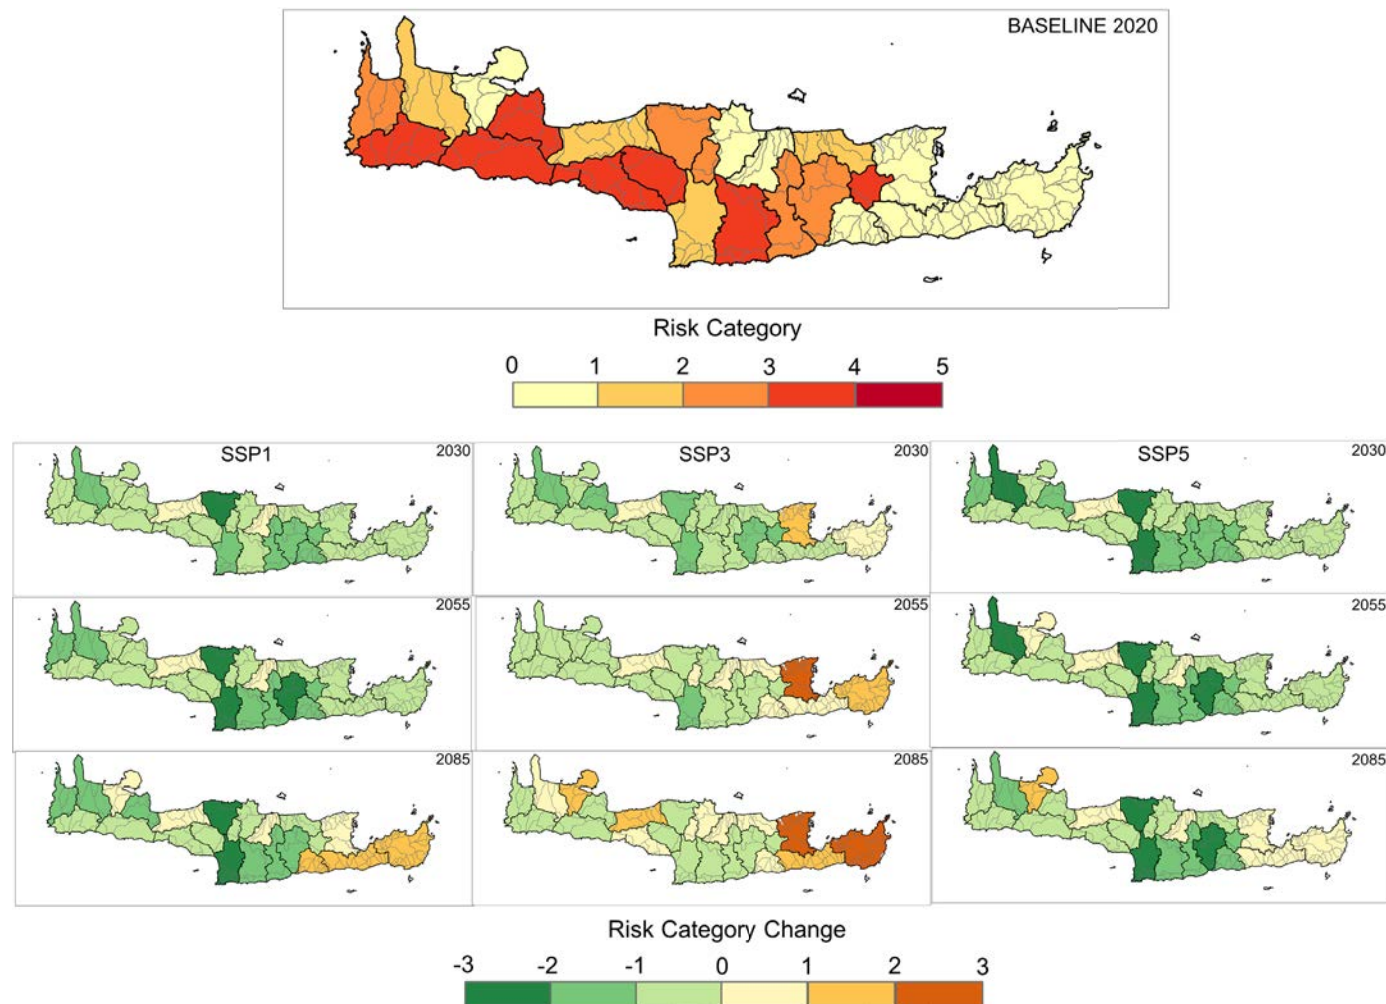 BASELINE 2020
Risk Category
0 1 2 3 4 5
SSP1 2030
SSP3 2030
SSP5 2030
2055
2055
2055
2085
2085
2085
Risk Category Change
-3 -2 -1 0 1 2 3